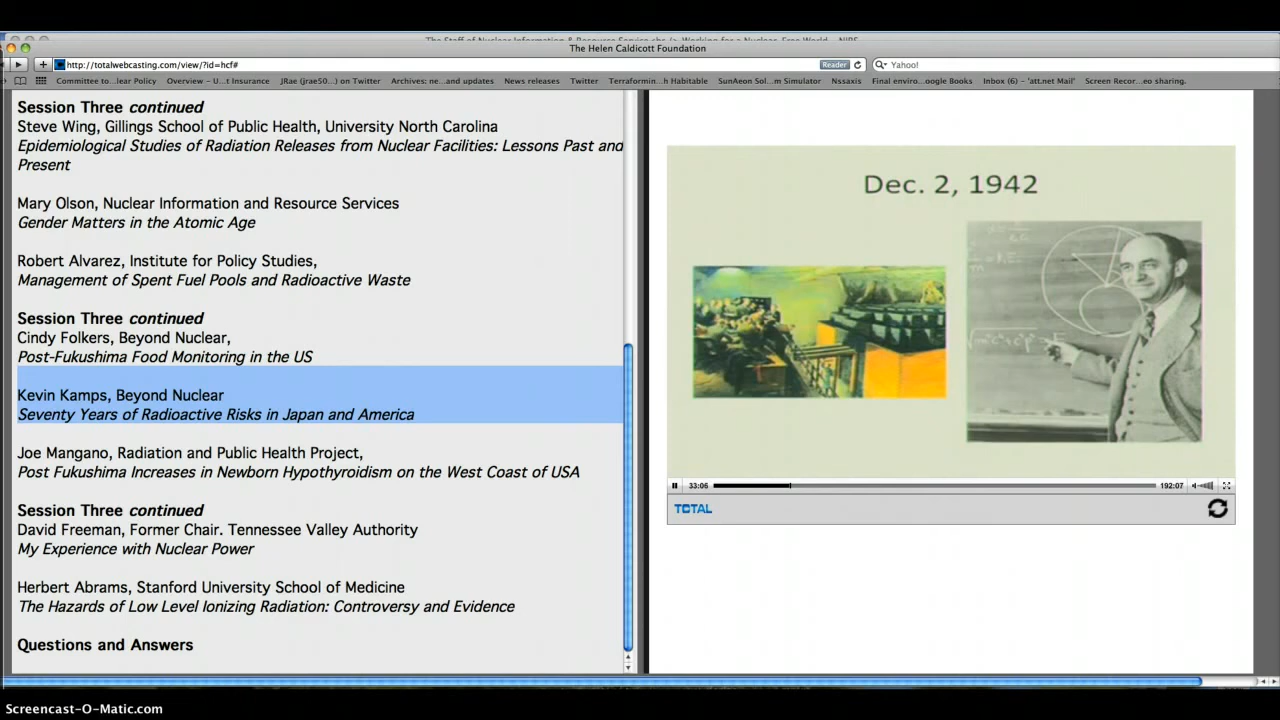 The Staff of Nuclear Information & Resource Service
The Helen Caldicott Foundation
http://totalwebcasting.com/view/?id=hcf#
Reader
Yahoo!
Committee to...lear Policy
Overview – U...t Insurance
JRae (jrae50...) on Twitter
Archives: ne...and updates
News releases
Twitter
Terraformin...h Habitable
SunAeon Sol...m Simulator
Nssaxis
Final enviro...oogle Books
Inbox (6) – 'att.net Mail'
Screen Recor...eo sharing.
Session Three continued
Steve Wing, Gillings School of Public Health, University North Carolina
Epidemiological Studies of Radiation Releases from Nuclear Facilities: Lessons Past and
Present
Mary Olson, Nuclear Information and Resource Services
Gender Matters in the Atomic Age
Robert Alvarez, Institute for Policy Studies,
Management of Spent Fuel Pools and Radioactive Waste
Session Three continued
Cindy Folkers, Beyond Nuclear,
Post-Fukushima Food Monitoring in the US
Kevin Kamps, Beyond Nuclear
Seventy Years of Radioactive Risks in Japan and America
Joe Mangano, Radiation and Public Health Project,
Post Fukushima Increases in Newborn Hypothyroidism on the West Coast of USA
Session Three continued
David Freeman, Former Chair. Tennessee Valley Authority
My Experience with Nuclear Power
Herbert Abrams, Stanford University School of Medicine
The Hazards of Low Level Ionizing Radiation: Controversy and Evidence
Questions and Answers
Dec. 2, 1942
33:06
192:07
TOTAL
Screencast-O-Matic.com